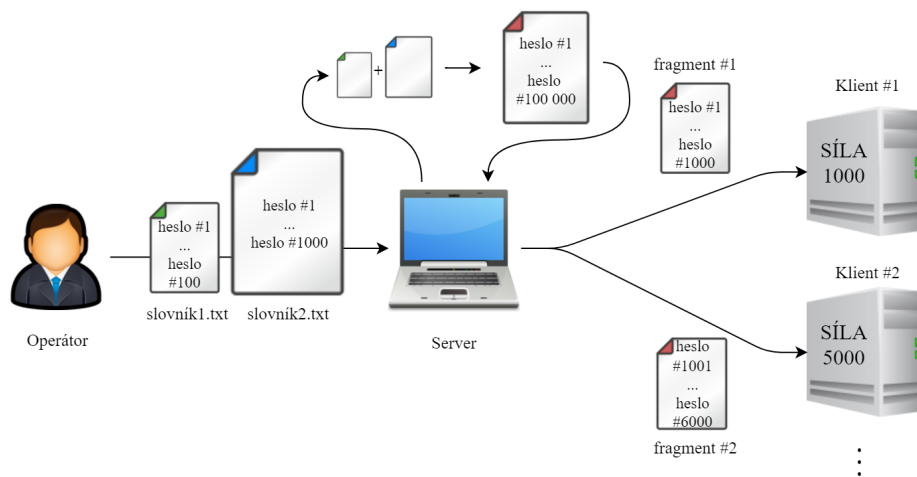 heslo #1
...
heslo
#100 000
+
fragment #1
heslo #1
...
heslo
#1000
Klient #1
SÍLA
1000
heslo #1
...
heslo
#100
heslo #1
...
heslo #1000
slovník1.txt
slovník2.txt
Operátor
Server
Klient #2
SÍLA
5000
heslo
#1001
...
heslo
#6000
fragment #2
⋮